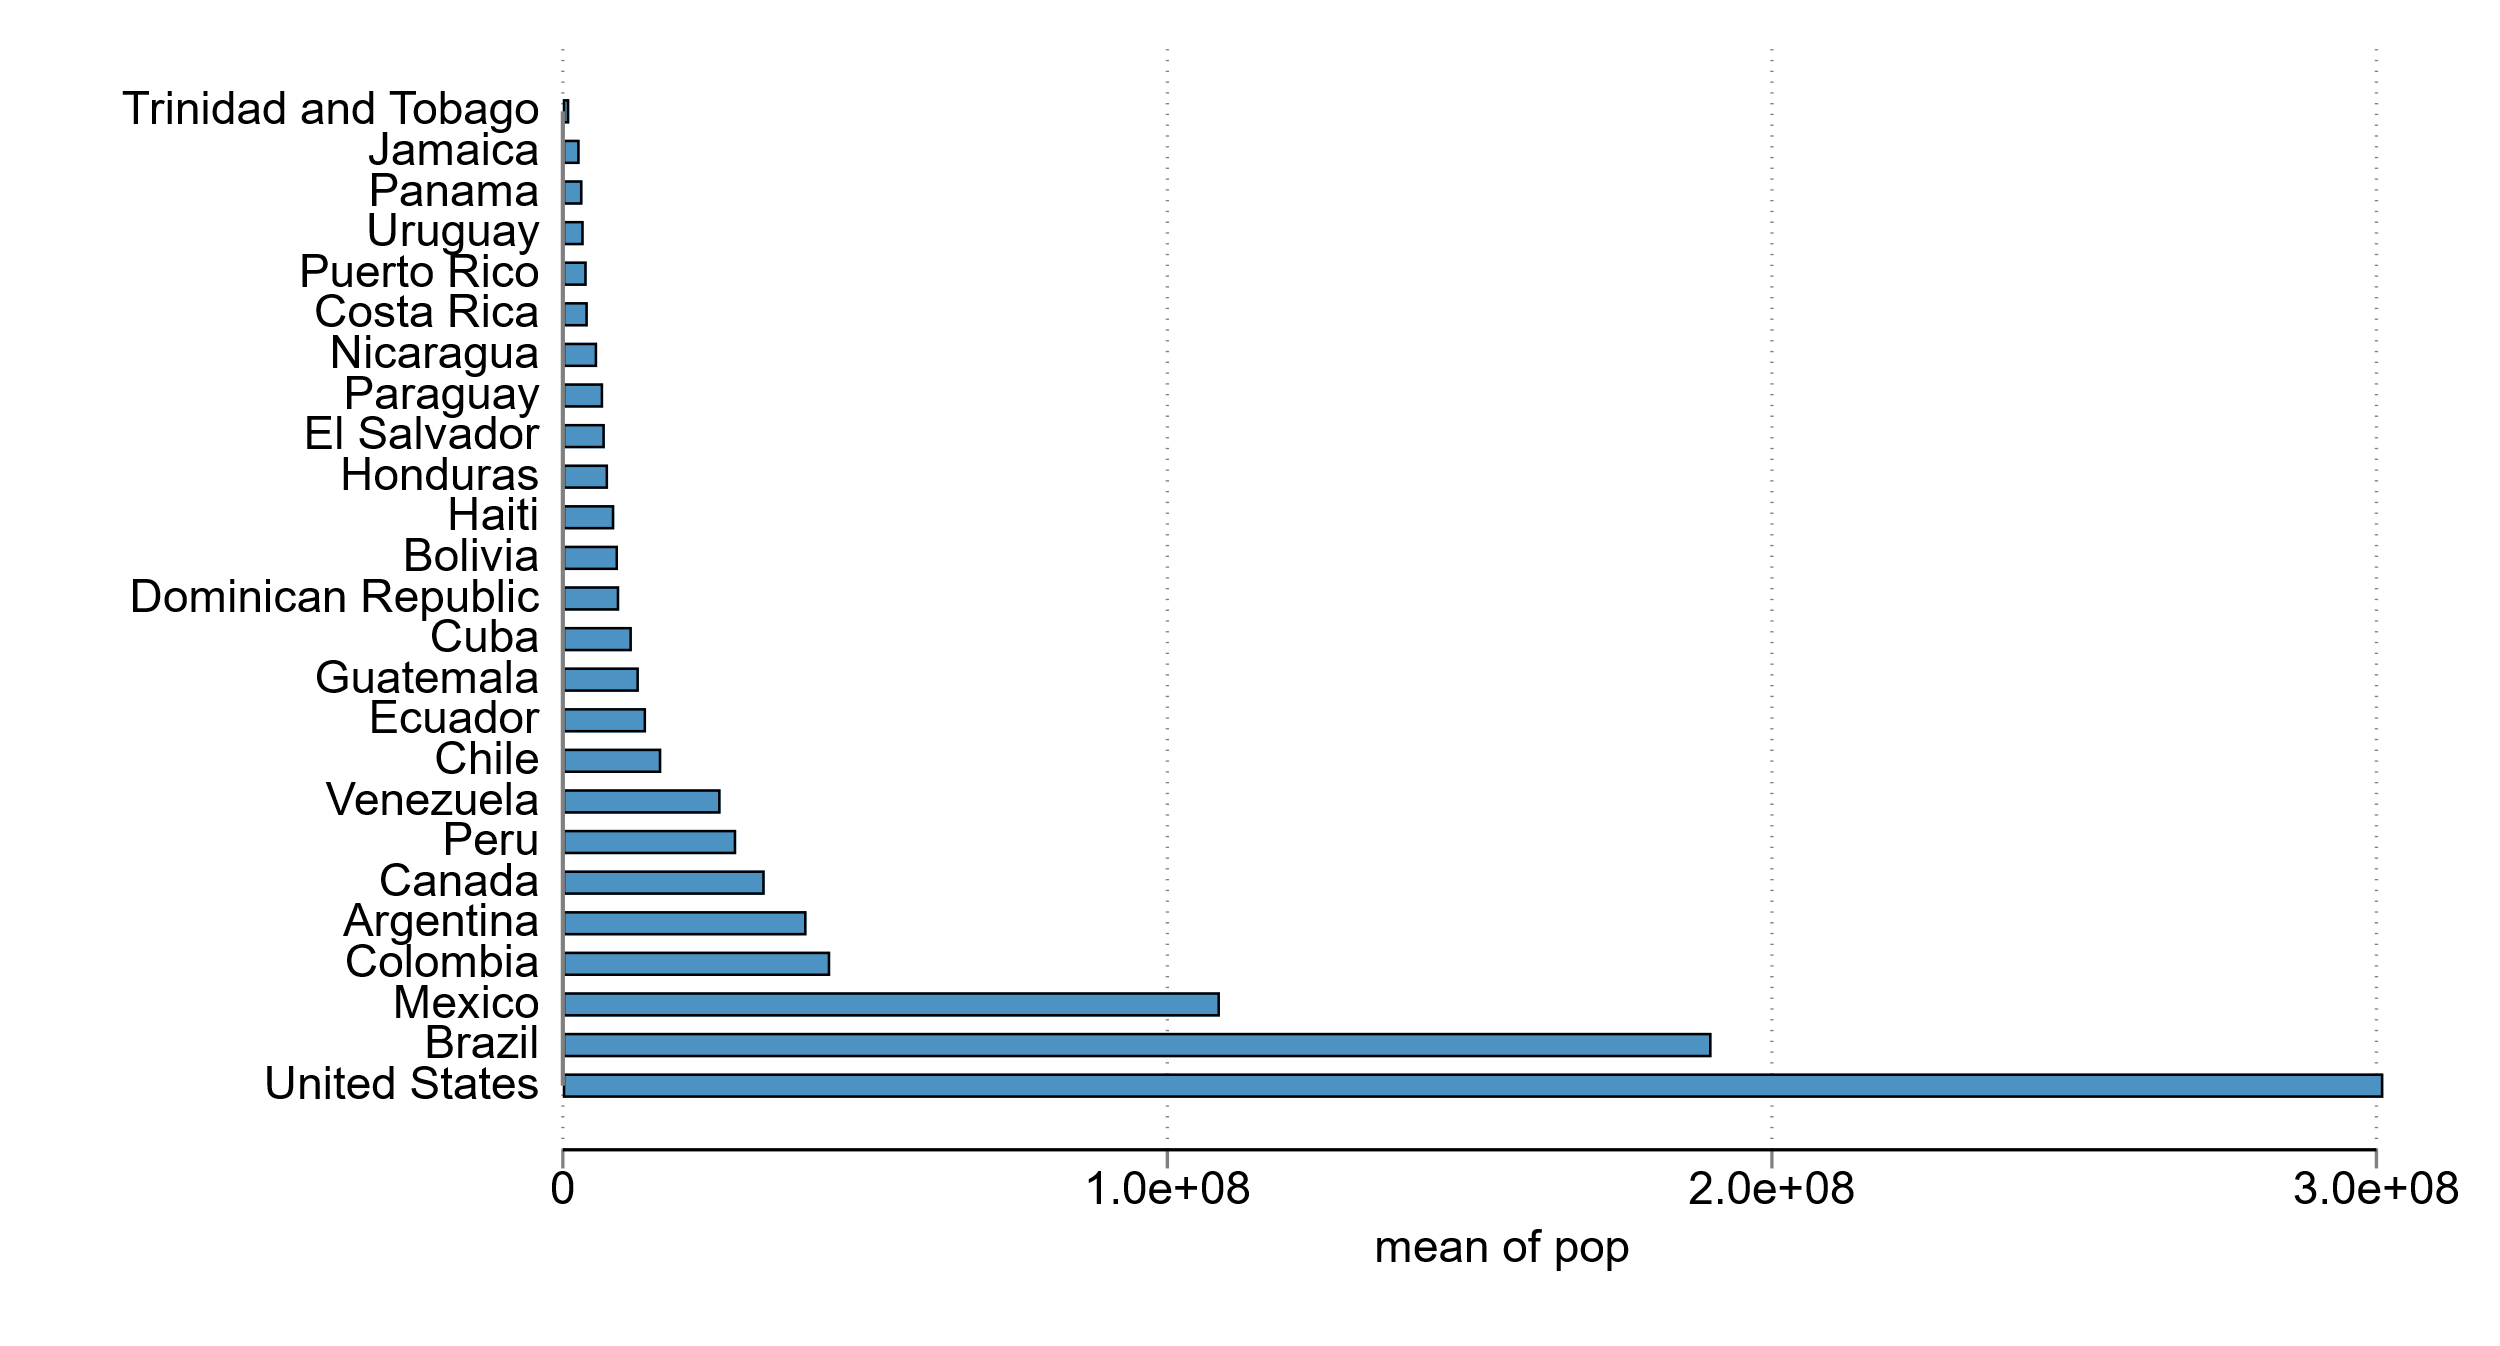 Trinidad and Tobago
Jamaica
Panama
Uruguay
Puerto Rico
Costa Rica
Nicaragua
Paraguay
El Salvador
Honduras
Haiti
Bolivia
Dominican Republic
Cuba
Guatemala
Ecuador
Chile
Venezuela
Peru
Canada
Argentina
Colombia
Mexico
Brazil
United States
0 1.0e+08 2.0e+08 3.0e+08
mean of pop